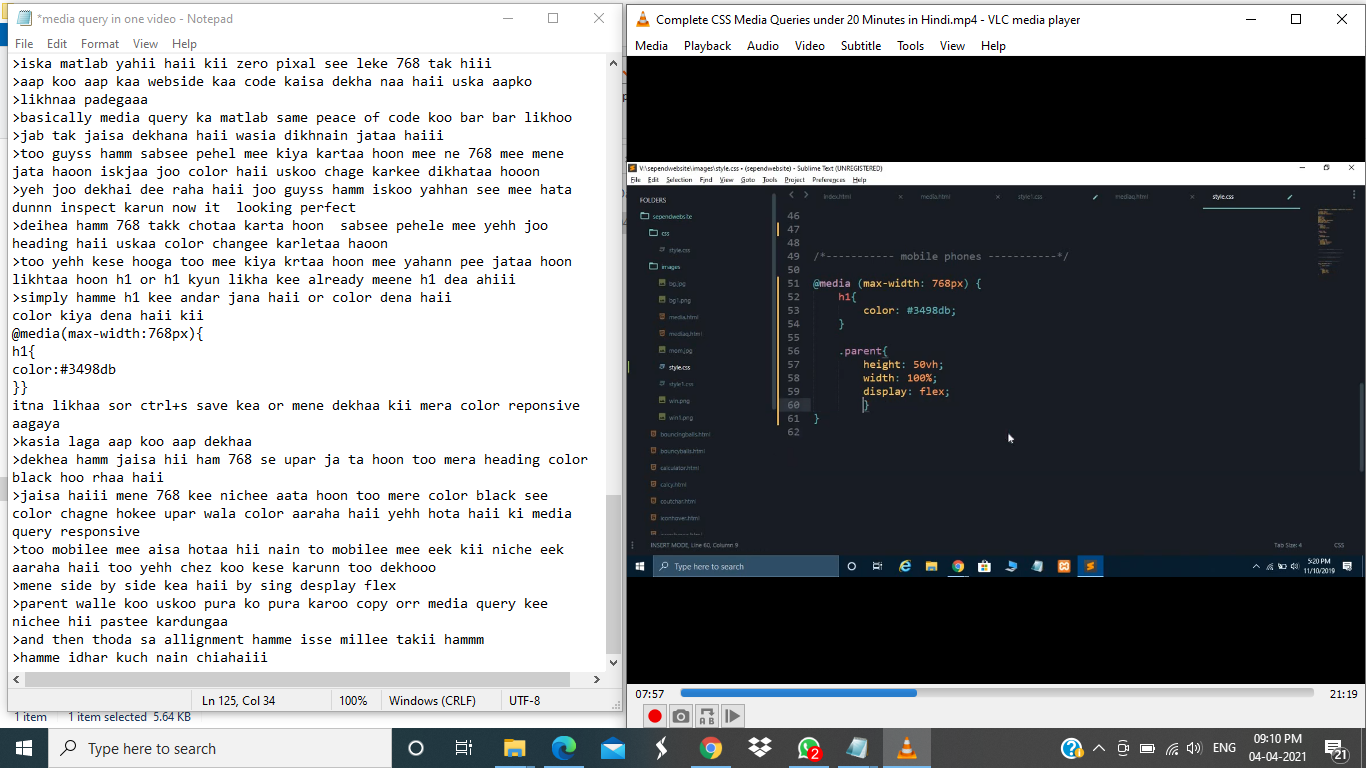 *media query in one video - Notepad
File Edit Format View Help
>iska matlab yahii haii kii zero pixal see leke 768 tak hiii
>aap koo aap kaa webside kaa code kaisa dekha naa haii uska aapko
>likhnaa padegaaa
>basically media query ka matlab same peace of code koo bar bar likhoo
>jab tak jaisa dekhana haii wasia dikhnain jataa haiii
>too guyss hamm sabsee pehel mee kiya kartaa hoon mee ne 768 mee mene
jata haoon iskjaa joo color haii uskoo chage karkee dikhataa hooon
>yeh joo dekhai dee raha haii joo guyss hamm iskoo yahhan see mee hata
dunnn inspect karun now it  looking perfect
>deihea hamm 768 takk chotaa karta hoon  sabsee pehele mee yehh joo
heading haii uskaa color changee karletaa haoon
>too yehh kese hooga too mee kiya krtaa hoon mee yahann pee jataa hoon
likhtaa hoon h1 or h1 kyun likha kee already meene h1 dea ahiii
>simply hamme h1 kee andar jana haii or color dena haii
color kiya dena haii kii
@media(max-width:768px){
h1{
color:#3498db
}}
itna likhaa sor ctrl+s save kea or mene dekhaa kii mera color reponsive
aagaya
>kasia laga aap koo aap dekhaa
>dekhea hamm jaisa hii ham 768 se upar ja ta hoon too mera heading color
black hoo rhaa haii
>jaisa haiii mene 768 kee nichee aata hoon too mere color black see
color chagne hokee upar wala color aaraha haii yehh hota haii ki media
query responsive
>too mobilee mee aisa hotaa hii nain to mobilee mee eek kii niche eek
aaraha haii too yehh chez koo kese karunn too dekhooo
>mene side by side kea haii by sing desplay flex
>parent walle koo uskoo pura ko pura karoo copy orr media query kee
nichee hii pastee kardungaa
>and then thoda sa allignment hamme isse millee takii hammm
>hamme idhar kuch nain chiahaiii
Ln 125, Col 34 100% Windows (CRLF) UTF-8
1 item 1 item selected 5.64 KB
Complete CSS Media Queries under 20 Minutes in Hindi.mp4 - VLC media player
Media Playback Audio Video Subtitle Tools View Help
V:\sependwebsite\images\style.css • (sependwebsite) - Sublime Text (UNREGISTERED)
File Edit Selection Find View Goto Tools Project Preferences Help
index.html media.html style1.css mediaq.html style.css
FOLDERS
sependwebsite
css
style.css
images
bg.jpg
bg1.png
media.html
mediaq.html
mom.jpg
style.css
style1.css
win.png
win1.png
bouncingballs.html
bouncyballs.html
calculator.html
calcy.html
coutcher.html
iconhover.html
46
47
48
49 /*----------- mobile phones -----------*/
50
51 @media (max-width: 768px) {
52 h1{
53 color: #3498db;
54 }
55
56 .parent{
57 height: 50vh;
58 width: 100%;
59 display: flex;
60 }
61 }
62
INSERT MODE, Line 60, Column 9 Tab Size: 4 CSS
Type here to search
5:20 PM
11/10/2019
07:57 21:19
Type here to search
2
ENG
09:10 PM
04-04-2021
21